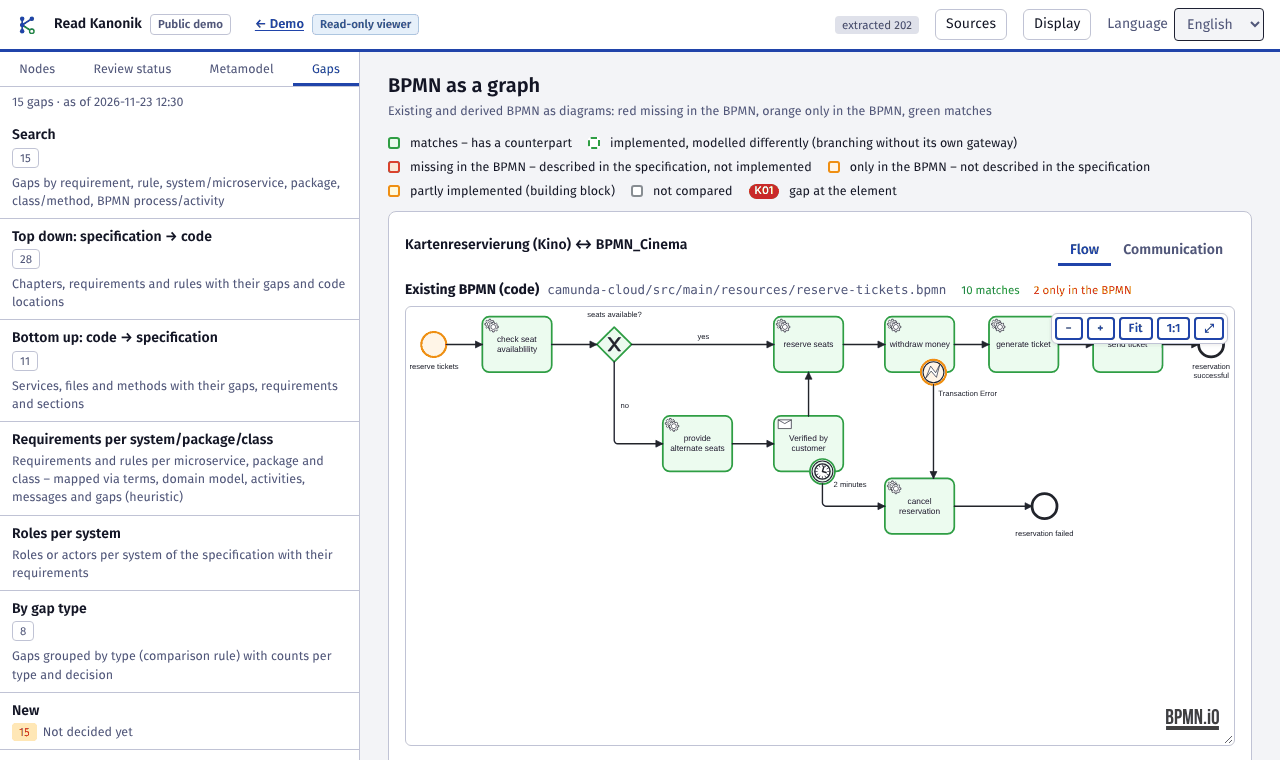 Read Kanonik
Public demo
← Demo
Read-only viewer
extracted 202
Sources
Display
Language
English
Nodes
Review status
Metamodel
Gaps
15 gaps · as of 2026-11-23 12:30
Search
15
Gaps by requirement, rule, system/microservice, package,
class/method, BPMN process/activity
Top down: specification → code
28
Chapters, requirements and rules with their gaps and code
locations
Bottom up: code → specification
11
Services, files and methods with their gaps, requirements
and sections
Requirements per system/package/class
Requirements and rules per microservice, package and
class – mapped via terms, domain model, activities,
messages and gaps (heuristic)
Roles per system
Roles or actors per system of the specification with their
requirements
By gap type
8
Gaps grouped by type (comparison rule) with counts per
type and decision
New
15 Not decided yet
BPMN as a graph
Existing and derived BPMN as diagrams: red missing in the BPMN, orange only in the BPMN, green matches
matches – has a counterpart
implemented, modelled differently (branching without its own gateway)
missing in the BPMN – described in the specification, not implemented
only in the BPMN – not described in the specification
partly implemented (building block)
not compared
K01 gap at the element
Kartenreservierung (Kino) ↔ BPMN_Cinema
Flow
Communication
Existing BPMN (code) camunda-cloud/src/main/resources/reserve-tickets.bpmn 10 matches 2 only in the BPMN
−
+
Fit
1:1
⤢
reserve tickets
check seat
availablility
seats available?
yes
no
reserve seats
withdraw money
generate ticket
send ticket
reservation
successful
Transaction Error
provide
alternate seats
Verified by
customer
2 minutes
cancel
reservation
reservation failed
BPMN.iO